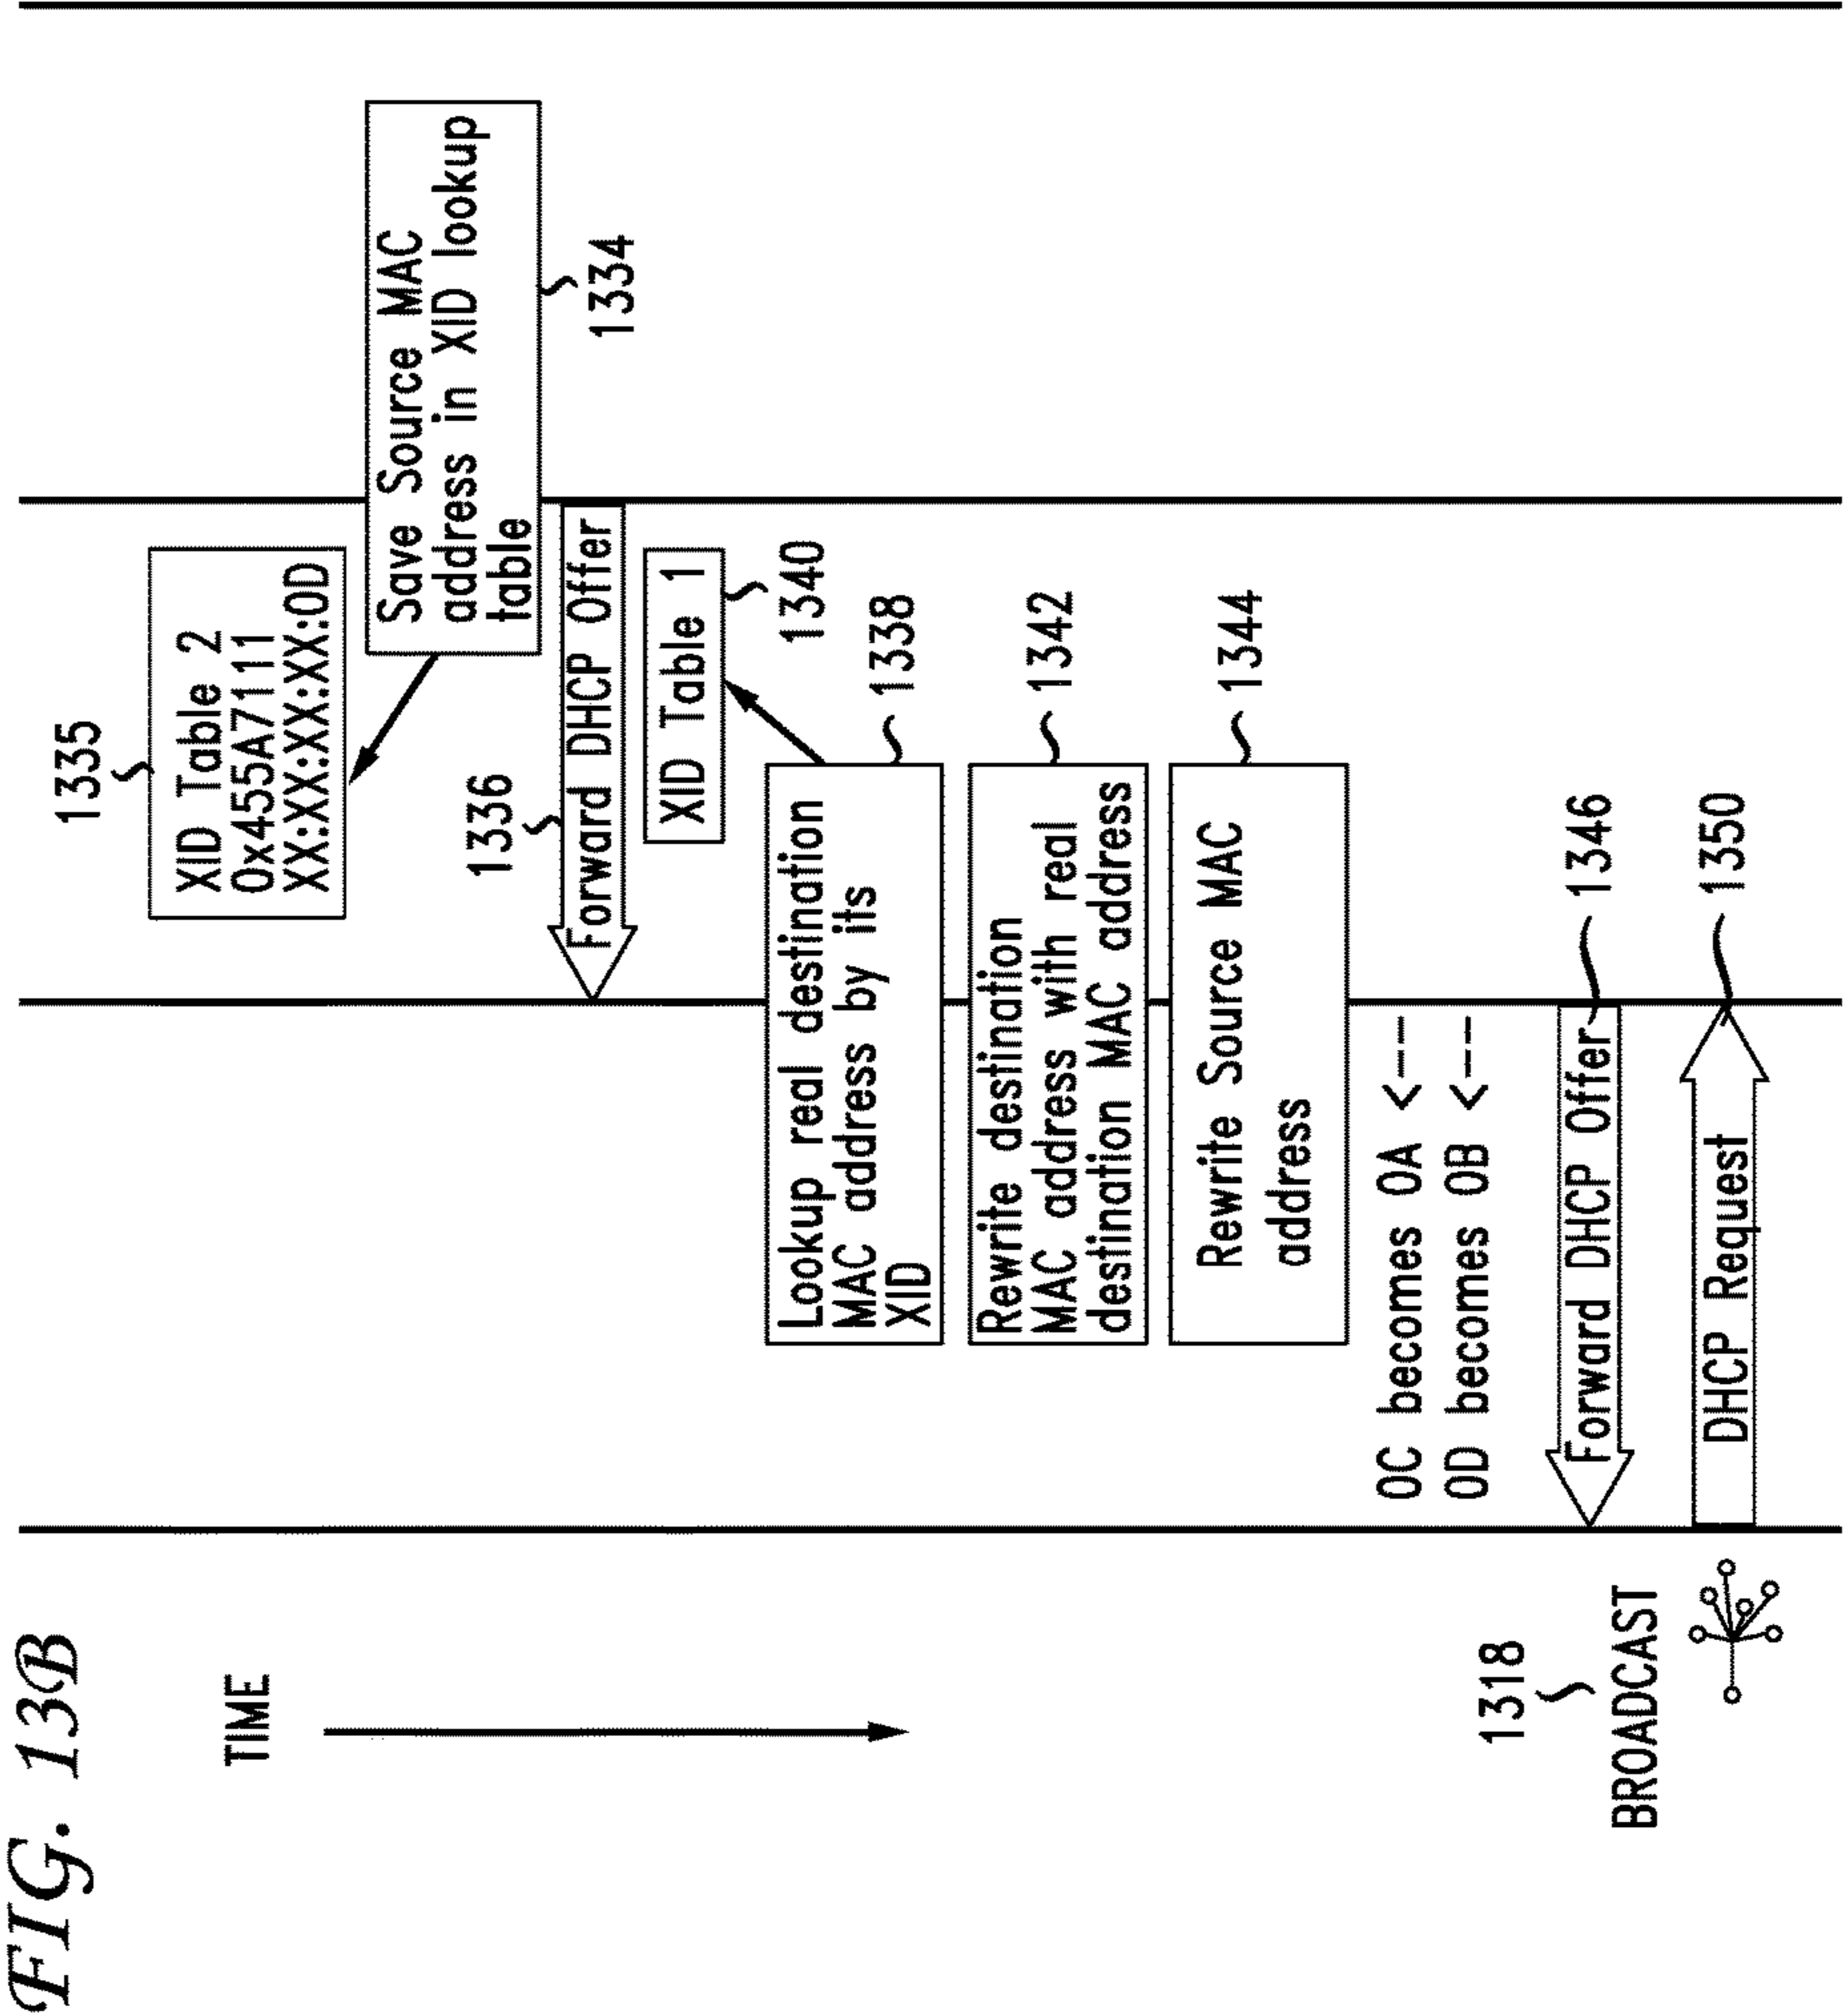 FIG. 13B
TIME
1335
XID Table 2
0x455A7111
XX:XX:XX:XX:XX:0D
Save Source MAC
address in XID lookup
table
1334
1336
Forward DHCP Offer
XID Table 1
1340
Lookup real destination
MAC address by its
XID
1338
Rewrite destination
MAC address with real
destination MAC address
1342
Rewrite Source MAC
address
1344
0C becomes 0A <---
0D becomes 0B <---
Forward DHCP Offer
1346
1318
BROADCAST
DHCP Request
1350